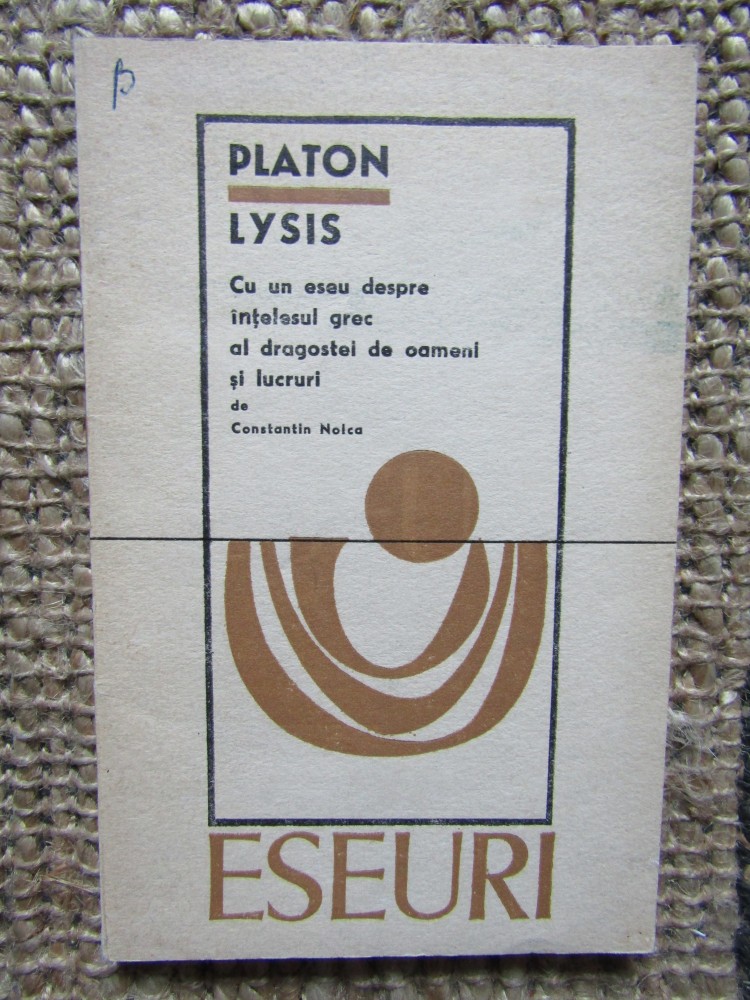 PLATON
LYSIS
Cu un eseu despre
înțelesul grec
al dragostei de oameni
și lucruri
de
Constantin Noica
ESEURI